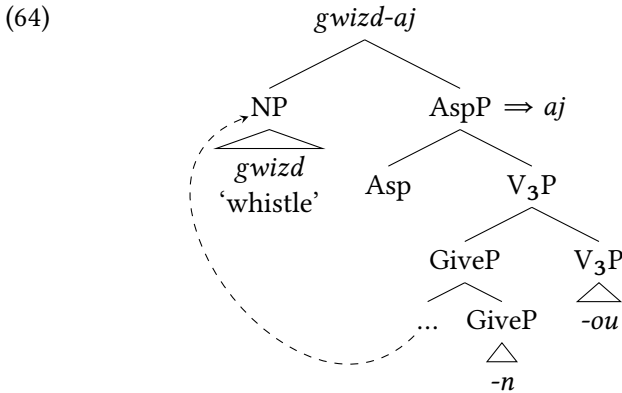 (64)
gwizd-aj
NP AspP ⇒ aj
gwizd Asp V₃P
‘whistle’
GiveP V₃P
... GiveP -ou
-n